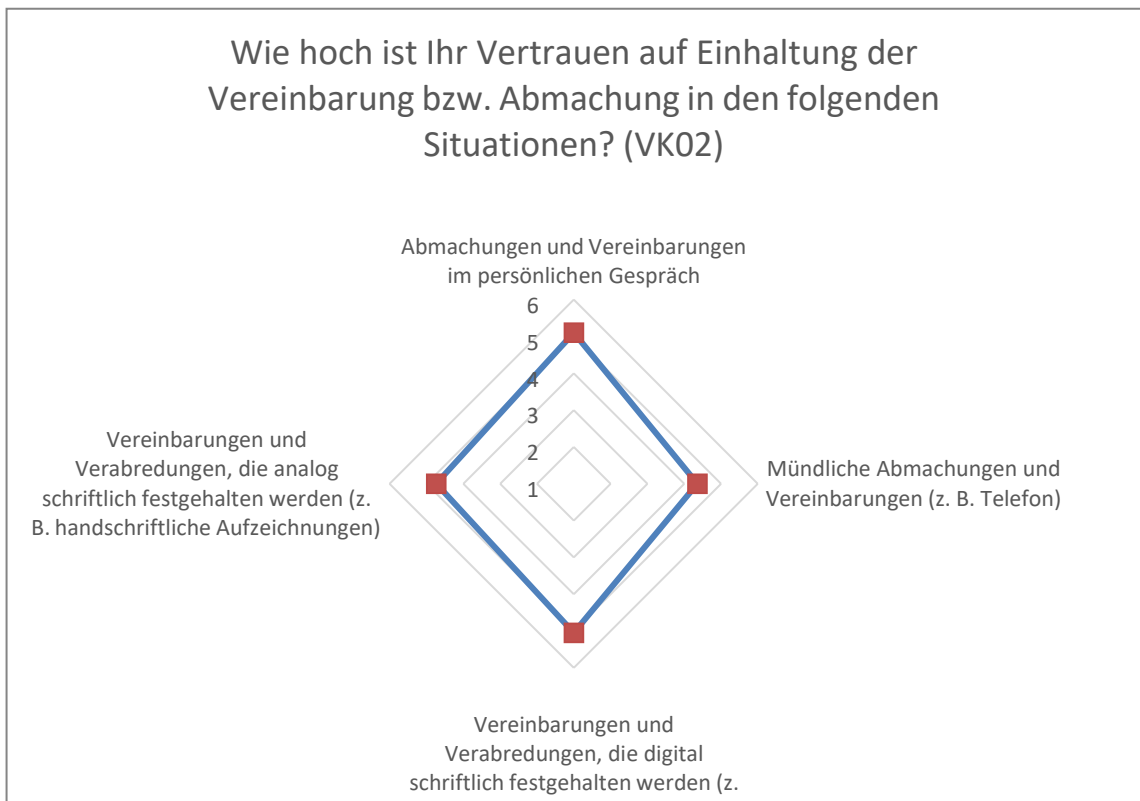 Wie hoch ist Ihr Vertrauen auf Einhaltung der
Vereinbarung bzw. Abmachung in den folgenden
Situationen? (VK02)
Abmachungen und Vereinbarungen
im persönlichen Gespräch
6
5
4
3
2
1
Vereinbarungen und
Verabredungen, die analog
schriftlich festgehalten werden (z.
B. handschriftliche Aufzeichnungen)
Mündliche Abmachungen und
Vereinbarungen (z. B. Telefon)
Vereinbarungen und
Verabredungen, die digital
schriftlich festgehalten werden (z.